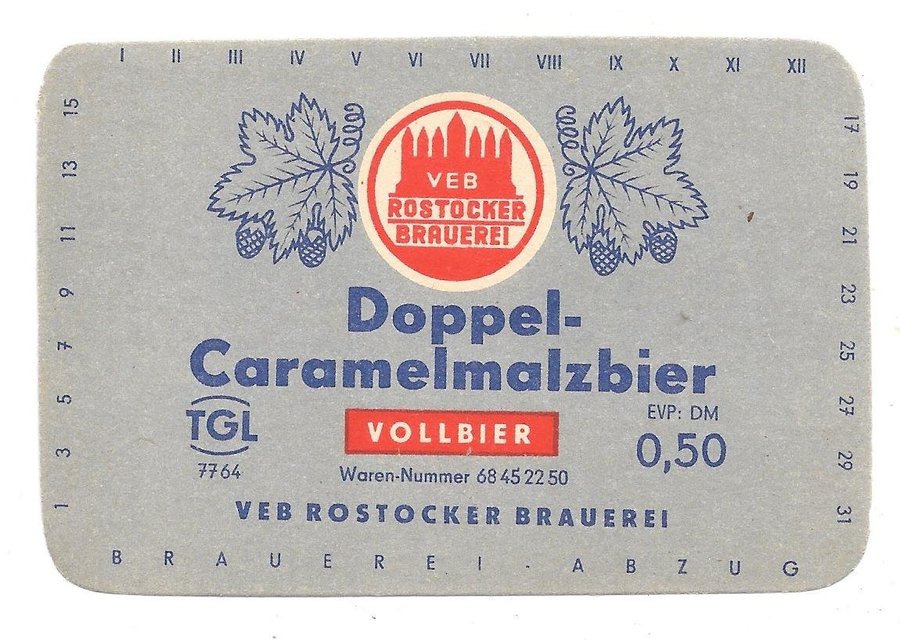 I II III IV V VI VII VIII IX X XI XII
15
13
11
9
7
5
3
1
17
19
21
23
25
27
29
31
VEB
ROSTOCKER
BRAUEREI
Doppel-
Caramelmalzbier
TGL
7764
VOLLBIER
EVP: DM
0,50
Waren-Nummer 68 45 22 50
VEB ROSTOCKER BRAUEREI
BRAUEREI-ABZUG